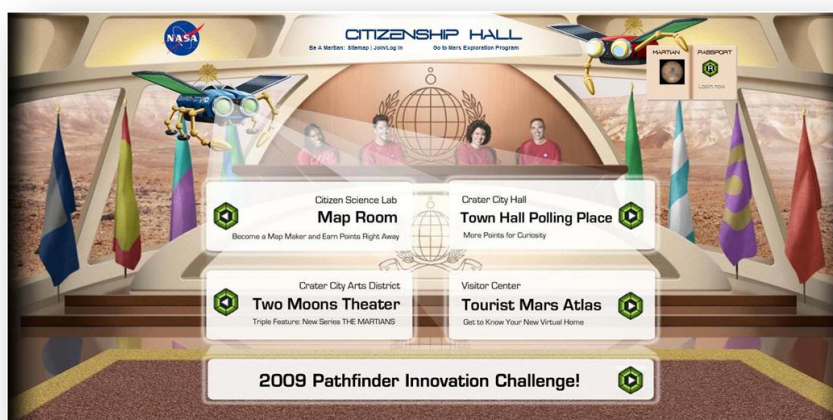 NASA
CITIZENSHIP HALL
Be A Martian: Sitemap | Join/Log In Go to Mars Exploration Program
MARTIAN PASSPORT
Login now
Citizen Science Lab
Map Room
Become a Map Maker and Earn Points Right Away
Crater City Hall
Town Hall Polling Place
More Points for Curiosity
Crater City Arts District
Two Moons Theater
Triple Feature: New Series THE MARTIANS
Visitor Center
Tourist Mars Atlas
Get to Know Your New Virtual Home
2009 Pathfinder Innovation Challenge!